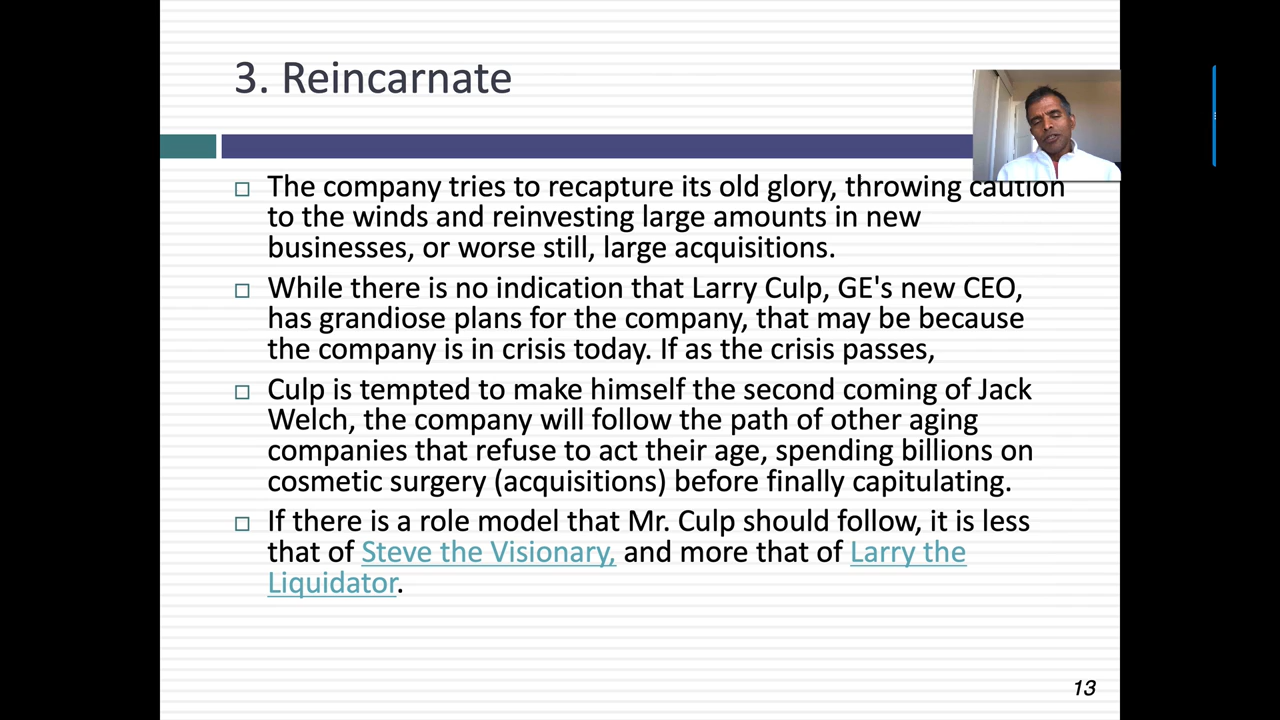 3. Reincarnate
The company tries to recapture its old glory, throwing caution
to the winds and reinvesting large amounts in new
businesses, or worse still, large acquisitions.
While there is no indication that Larry Culp, GE's new CEO,
has grandiose plans for the company, that may be because
the company is in crisis today. If as the crisis passes,
Culp is tempted to make himself the second coming of Jack
Welch, the company will follow the path of other aging
companies that refuse to act their age, spending billions on
cosmetic surgery (acquisitions) before finally capitulating.
If there is a role model that Mr. Culp should follow, it is less
that of Steve the Visionary, and more that of Larry the
Liquidator.
13